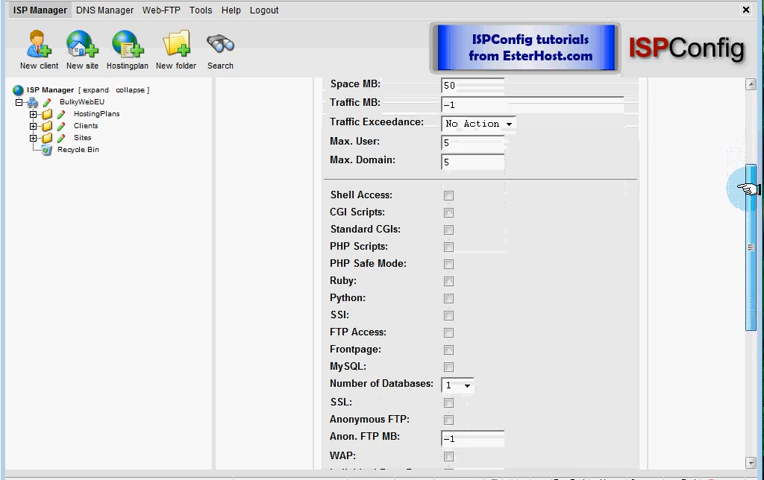 ISP Manager DNS Manager Web-FTP Tools Help Logout
New client New site Hostingplan New folder Search
ISPConfig tutorials
from EsterHost.com
ISPConfig
ISP Manager [ expand collapse ]
BulkyWebEU
HostingPlans
Clients
Sites
Recycle Bin
Space MB: 50
Traffic MB: -1
Traffic Exceedance: No Action
Max. User: 5
Max. Domain: 5
Shell Access:
CGI Scripts:
Standard CGIs:
PHP Scripts:
PHP Safe Mode:
Ruby:
Python:
SSI:
FTP Access:
Frontpage:
MySQL:
Number of Databases: 1
SSL:
Anonymous FTP:
Anon. FTP MB: -1
WAP: